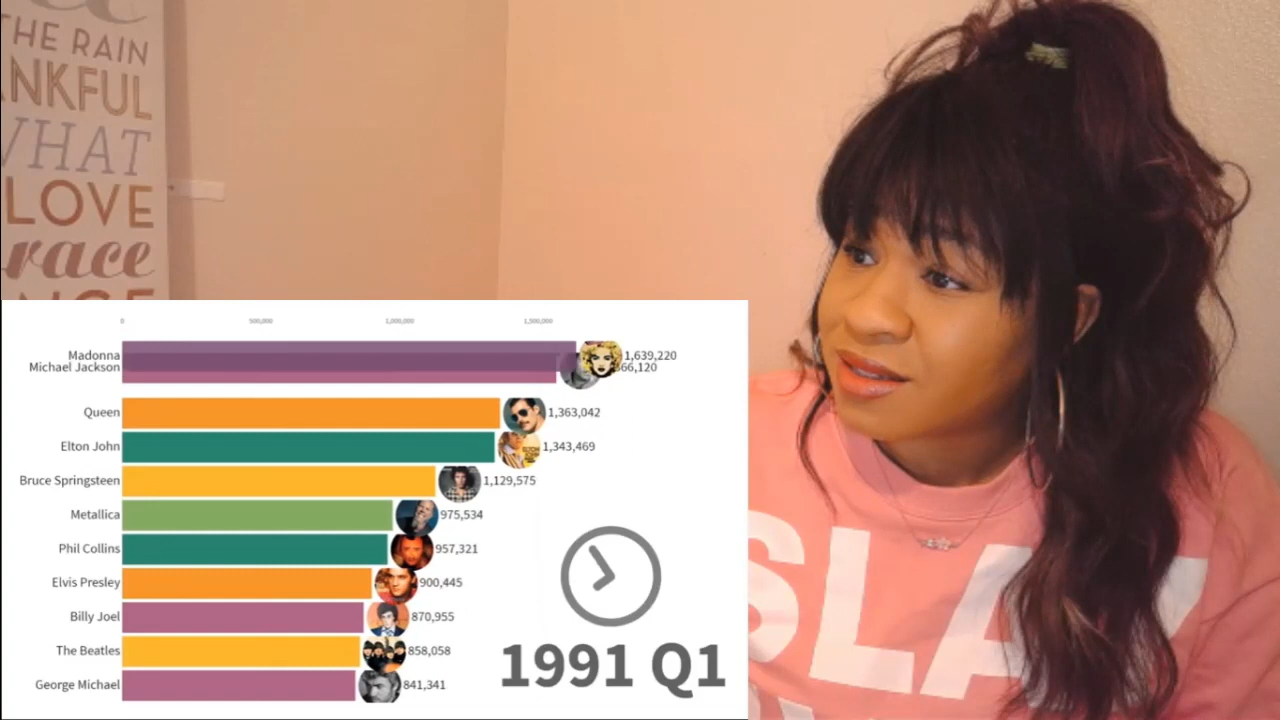 THE RAIN
ANKFUL
WHAT
LOVE
race
0 500,000 1,000,000 1,500,000
Madonna 1,639,220
Michael Jackson 66,120
Queen 1,363,042
Elton John 1,343,469
Bruce Springsteen 1,129,575
Metallica 975,534
Phil Collins 957,321
Elvis Presley 900,445
Billy Joel 870,955
The Beatles 858,058
George Michael 841,341
1991 Q1
SLA